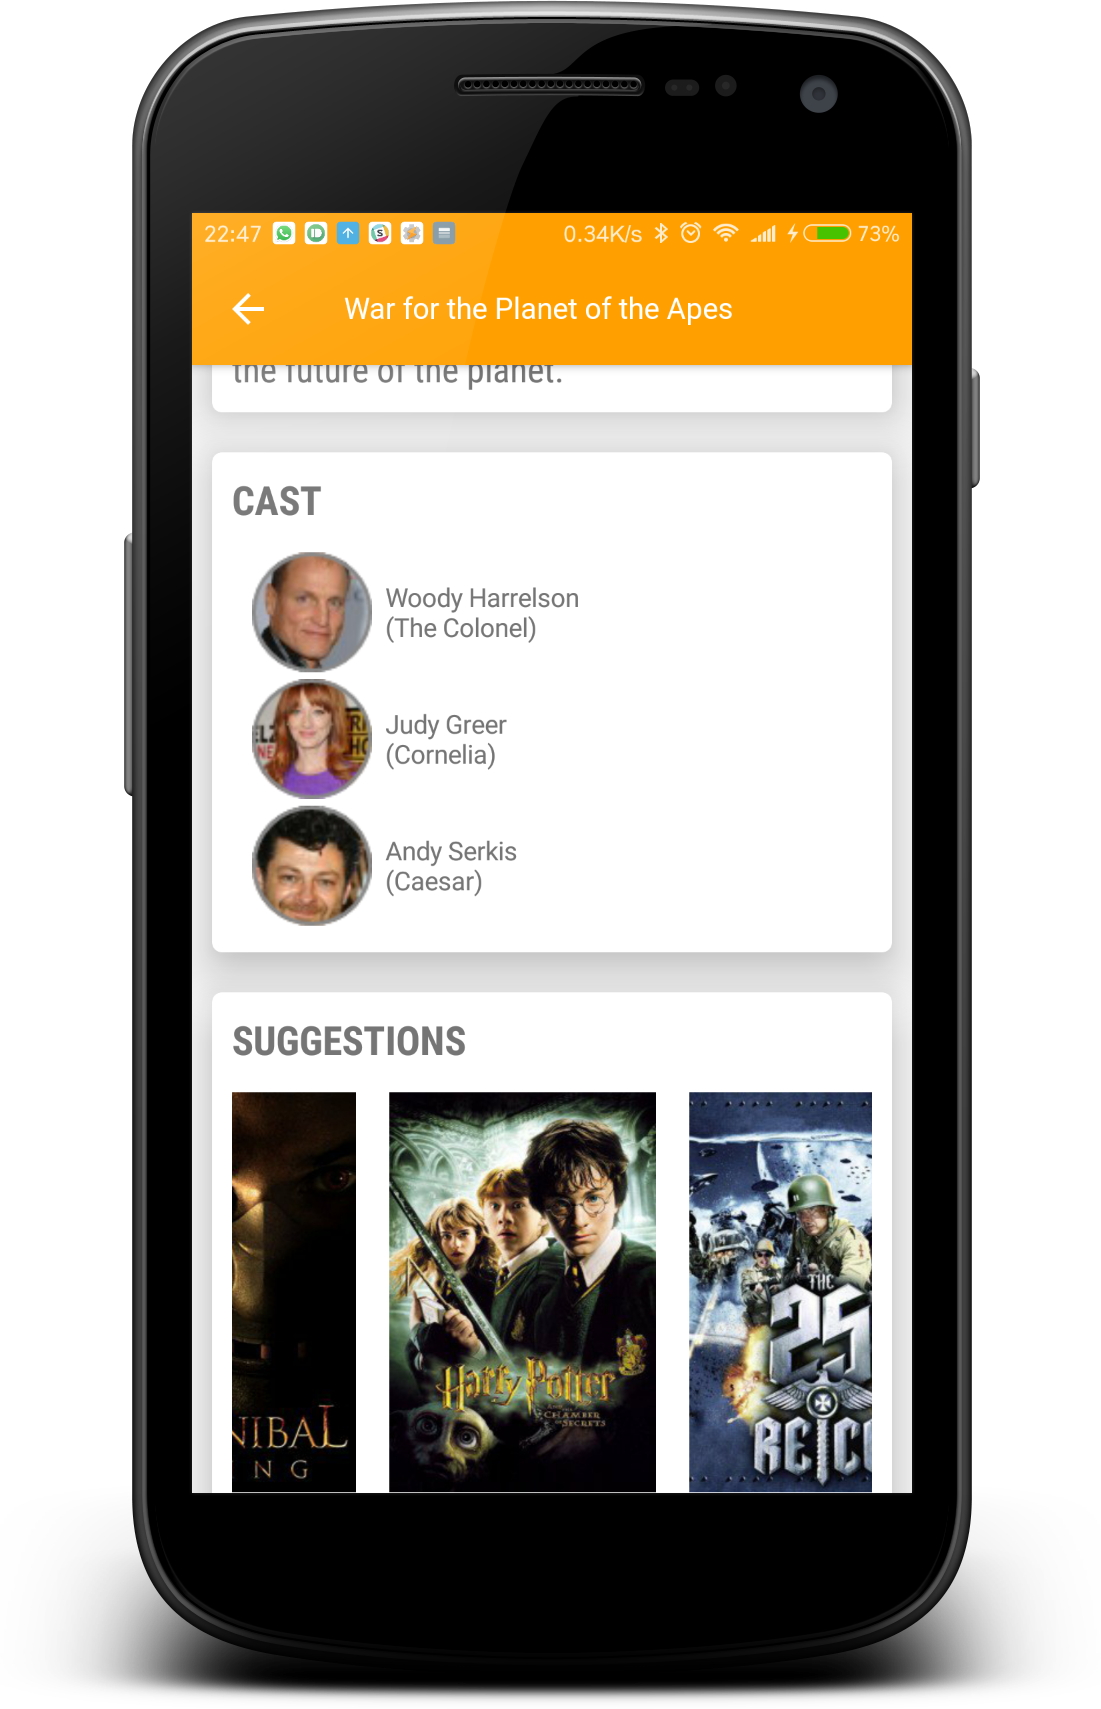 22:47 0.34K/s 73%
War for the Planet of the Apes
the future of the planet.
CAST
Woody Harrelson
(The Colonel)
Judy Greer
(Cornelia)
Andy Serkis
(Caesar)
SUGGESTIONS
NIBAL
NG
Harry Potter
AND THE
CHAMBER
OF SECRETS
THE
25
REIC